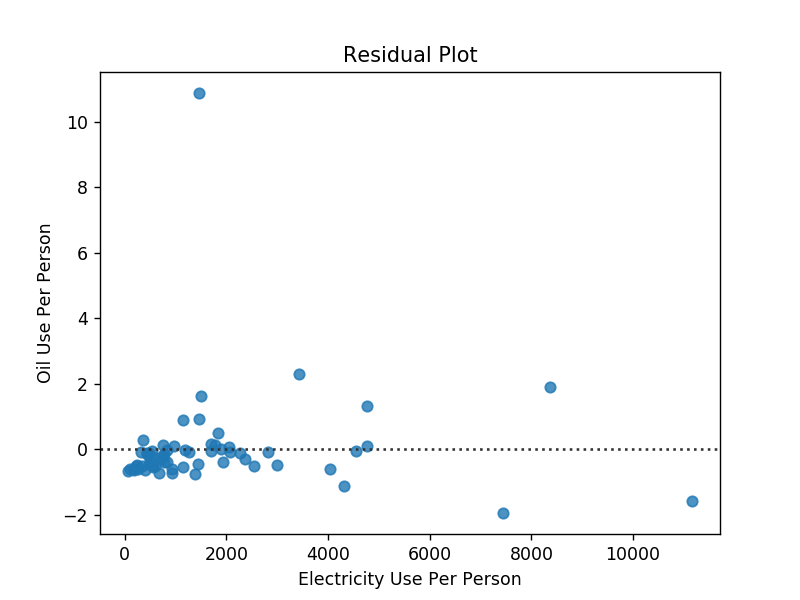 Residual Plot
10
8
6
4
2
0
−2
Oil Use Per Person
0 2000 4000 6000 8000 10000
Electricity Use Per Person